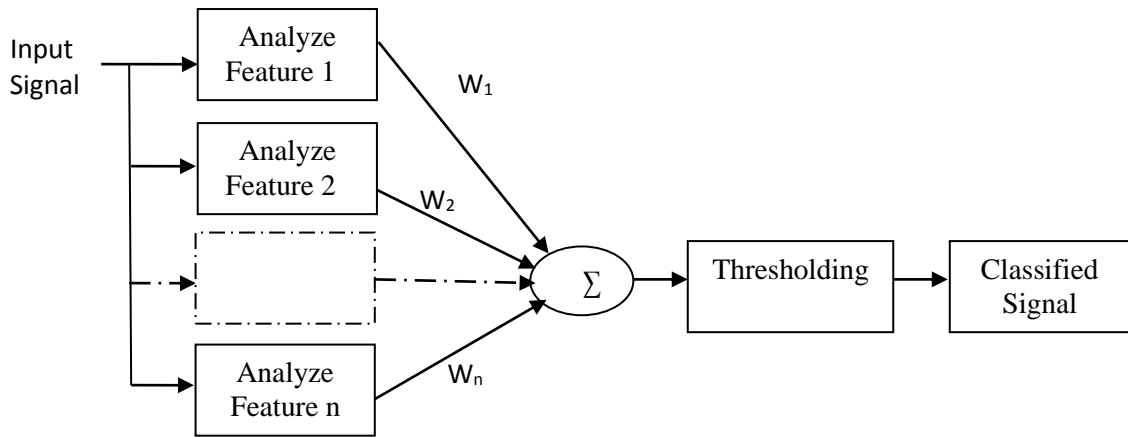 Input
Signal
Analyze
Feature 1
W₁
Analyze
Feature 2
W₂
∑
Thresholding
Classified
Signal
Analyze
Feature n
Wₙ